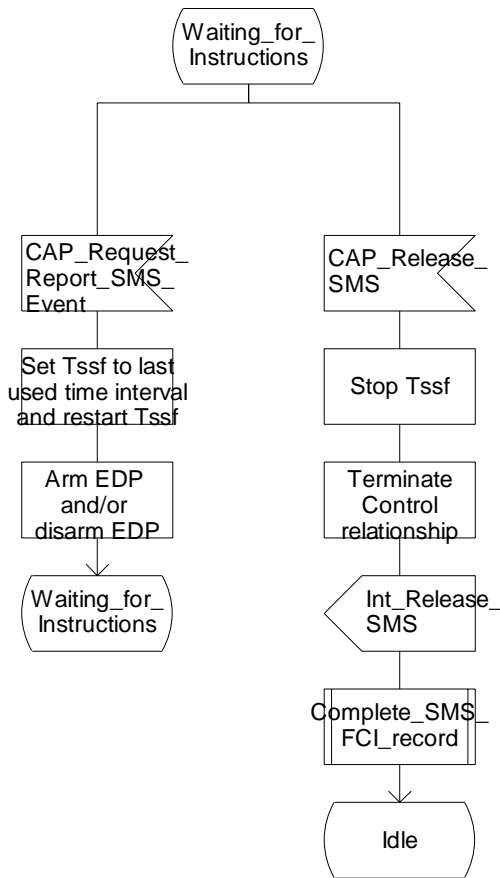 Waiting_for_
Instructions
CAP_Request_
Report_SMS_
Event
Set Tssf to last
used time interval
and restart Tssf
Arm EDP
and/or
disarm EDP
Waiting_for_
Instructions
CAP_Release_
SMS
Stop Tssf
Terminate
Control
relationship
Int_Release_
SMS
Complete_SMS_
FCI_record
Idle